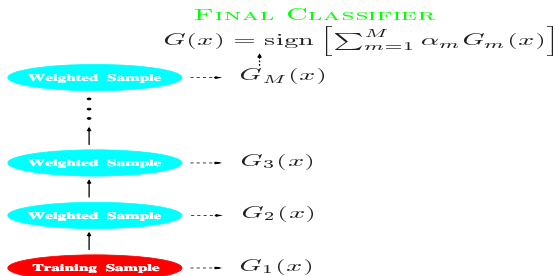 FINAL CLASSIFIER
G(x) = sign [∑_{m=1}^{M} α_m G_m(x)]
Weighted Sample G_M(x)
Weighted Sample G_3(x)
Weighted Sample G_2(x)
Training Sample G_1(x)